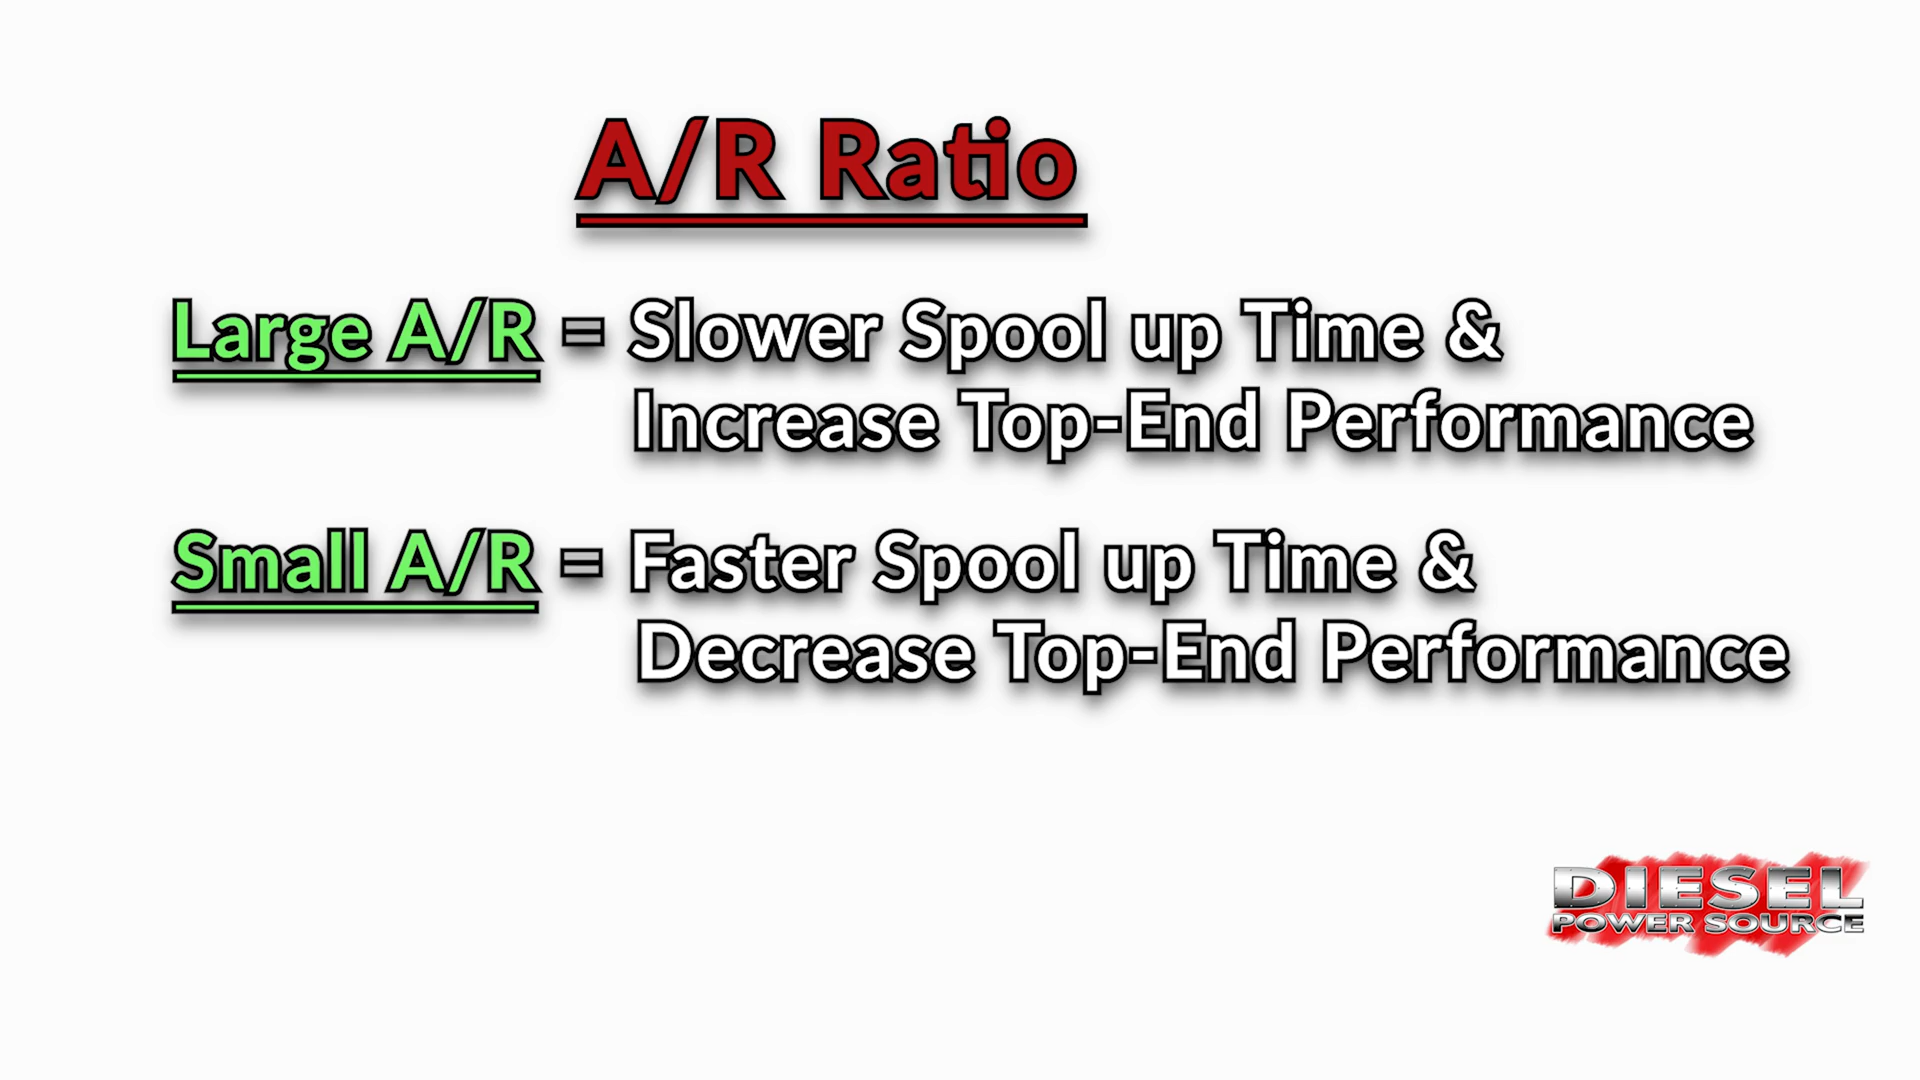 A/R Ratio
Large A/R = Slower Spool up Time &
Increase Top-End Performance
Small A/R = Faster Spool up Time &
Decrease Top-End Performance
DIESEL
POWER SOURCE